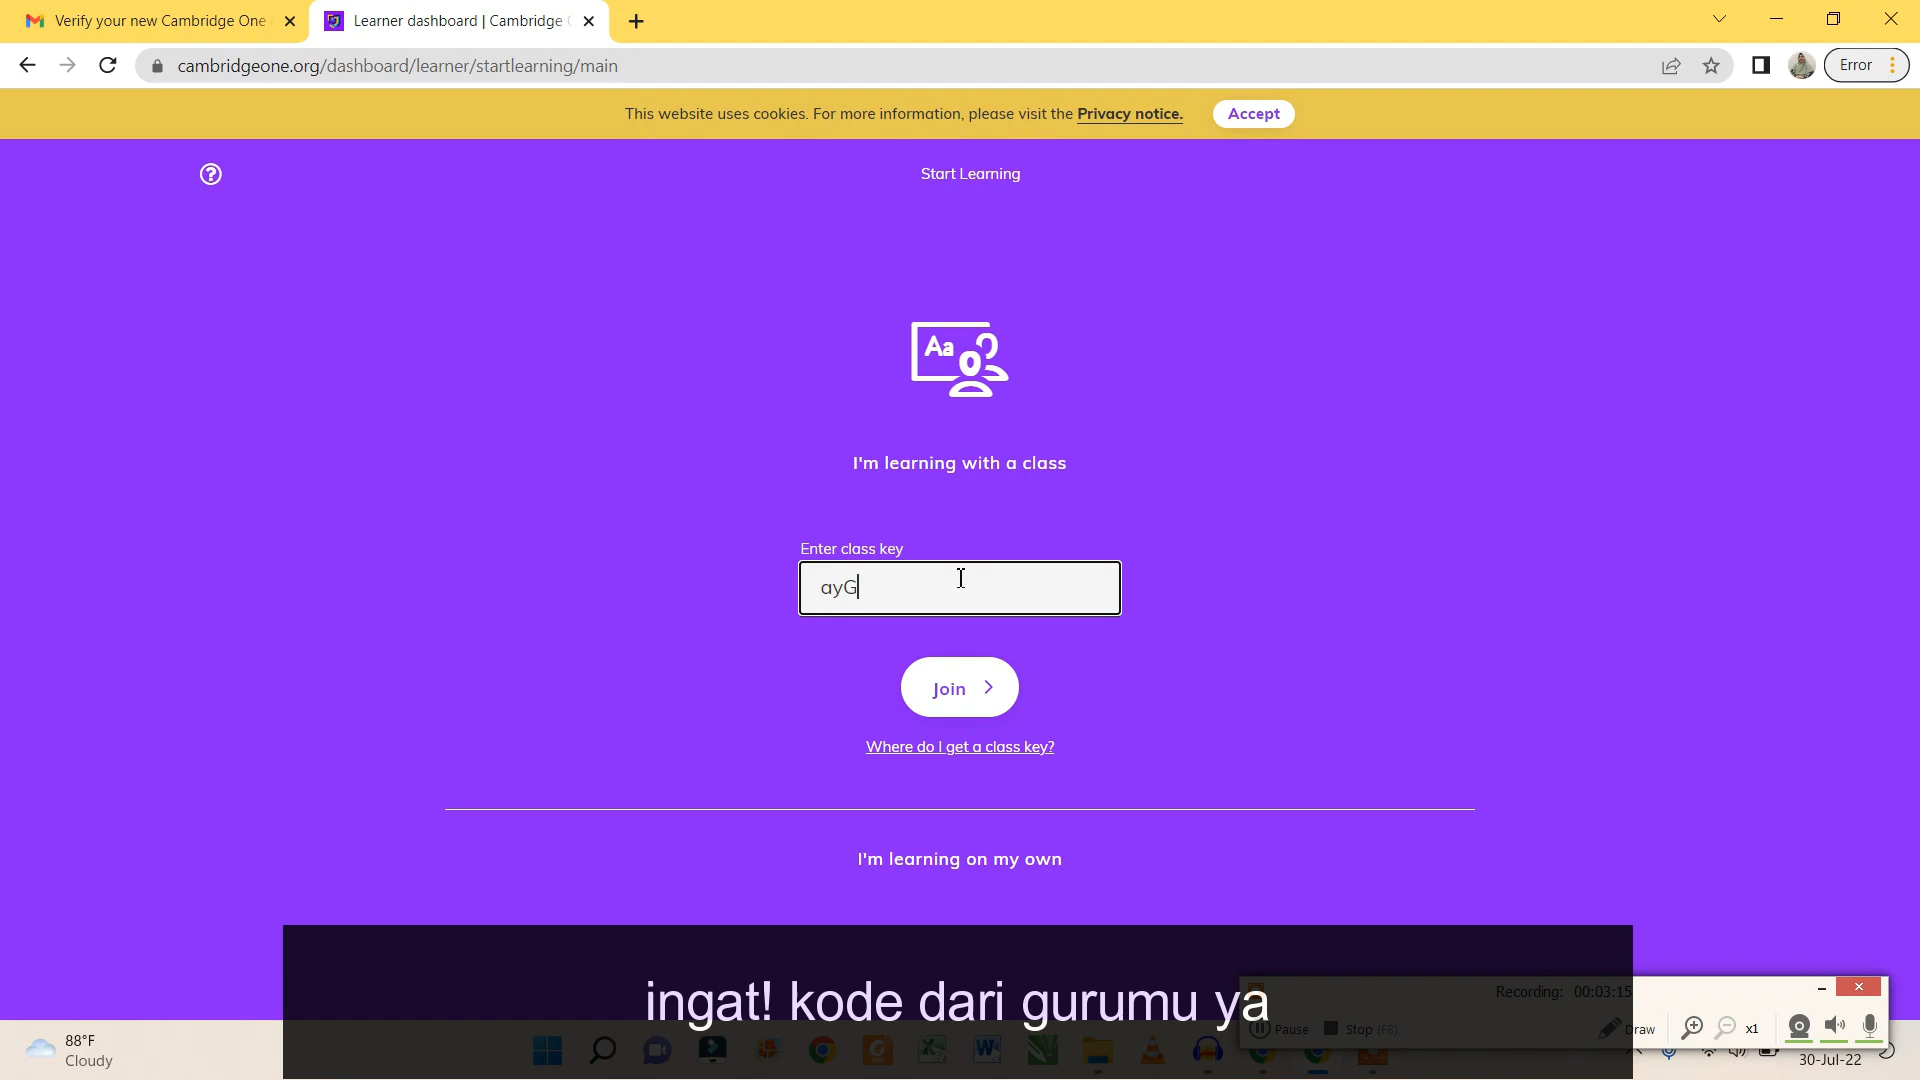 Verify your new Cambridge One
Learner dashboard | Cambridge
cambridgeone.org/dashboard/learner/startlearning/main
Error
This website uses cookies. For more information, please visit the Privacy notice.
Accept
Start Learning
Aa
I'm learning with a class
Enter class key
ayG
Join
Where do I get a class key?
I'm learning on my own
ingat! kode dari gurumu ya
Recording: 00:03:15
Pause
Stop (F8)
Draw
x1
88°F
Cloudy
30-Jul-22